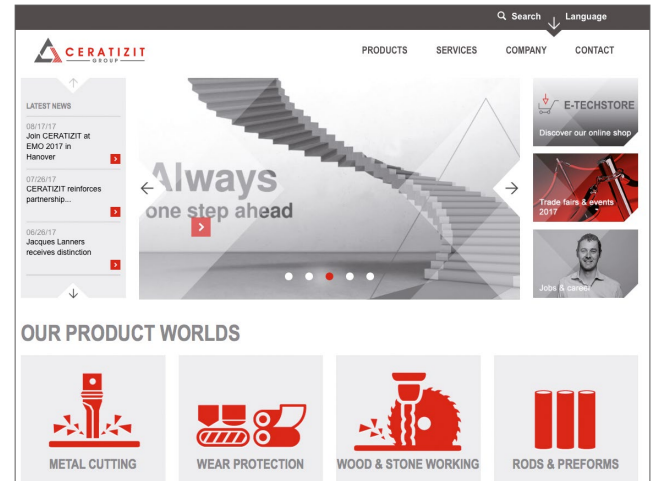 Search
Language
CERATIZIT
GROUP
PRODUCTS
SERVICES
COMPANY
CONTACT
LATEST NEWS
08/17/17
Join CERATIZIT at
EMO 2017 in
Hanover
07/26/17
CERATIZIT reinforces
partnership...
06/26/17
Jacques Lanners
receives distinction
Always
one step ahead
E-TECHSTORE
Discover our online shop
Trade fairs & events
2017
Jobs & career
OUR PRODUCT WORLDS
METAL CUTTING
WEAR PROTECTION
WOOD & STONE WORKING
RODS & PREFORMS